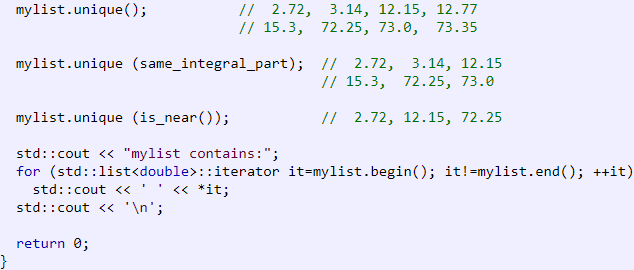 mylist.unique();           //  2.72,  3.14, 12.15, 12.77
                           // 15.3,  72.25, 73.0,  73.35
mylist.unique (same_integral_part);  //  2.72,  3.14, 12.15
                                     // 15.3,  72.25, 73.0
mylist.unique (is_near());           //  2.72, 12.15, 72.25
std::cout << "mylist contains:";
for (std::list<double>::iterator it=mylist.begin(); it!=mylist.end(); ++it)
  std::cout << ' ' << *it;
std::cout << '\n';
return 0;
}